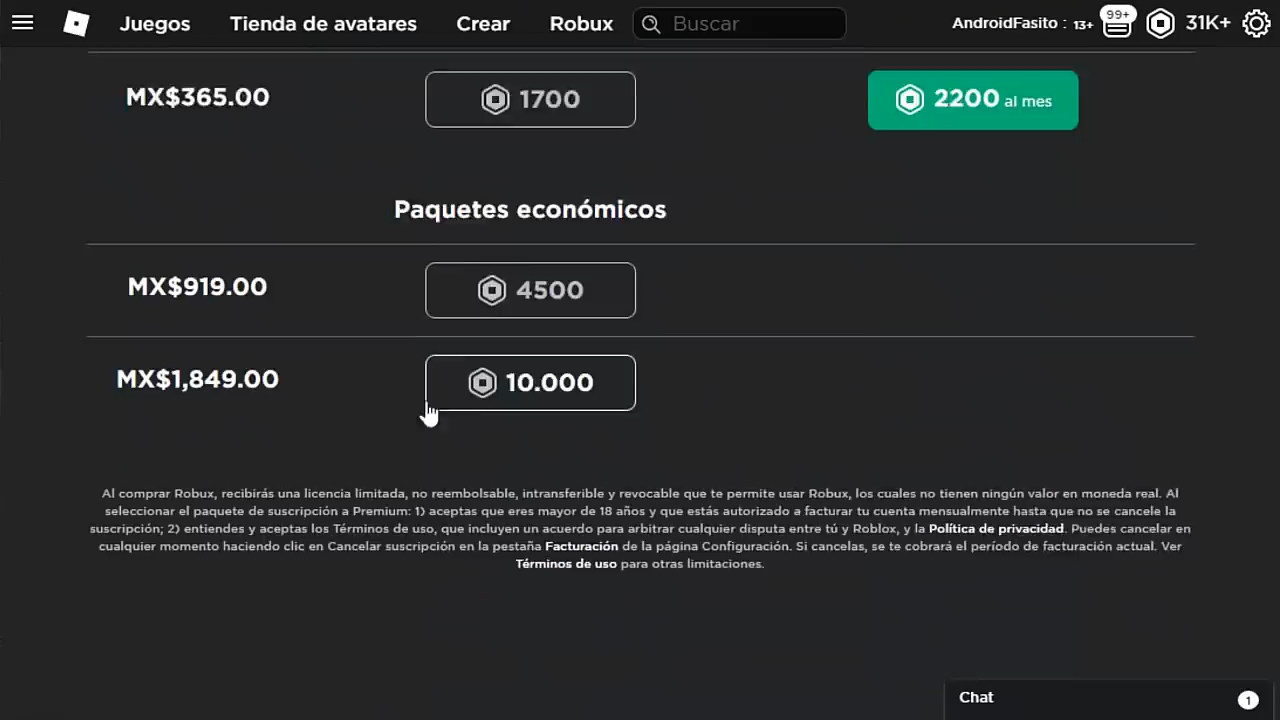 Juegos Tienda de avatares Crear Robux Buscar AndroidFasito : 13+ 99+ 31K+
MX$365.00 1700 2200 al mes
Paquetes económicos
MX$919.00 4500
MX$1,849.00 10.000
Al comprar Robux, recibirás una licencia limitada, no reembolsable, intransferible y revocable que te permite usar Robux, los cuales no tienen ningún valor en moneda real. Al
seleccionar el paquete de suscripción a Premium: 1) aceptas que eres mayor de 18 años y que estás autorizado a facturar tu cuenta mensualmente hasta que no se cancele la
suscripción; 2) entiendes y aceptas los Términos de uso, que incluyen un acuerdo para arbitrar cualquier disputa entre tú y Roblox, y la Política de privacidad. Puedes cancelar en
cualquier momento haciendo clic en Cancelar suscripción en la pestaña Facturación de la página Configuración. Si cancelas, se te cobrará el período de facturación actual. Ver
Términos de uso para otras limitaciones.
Chat 1